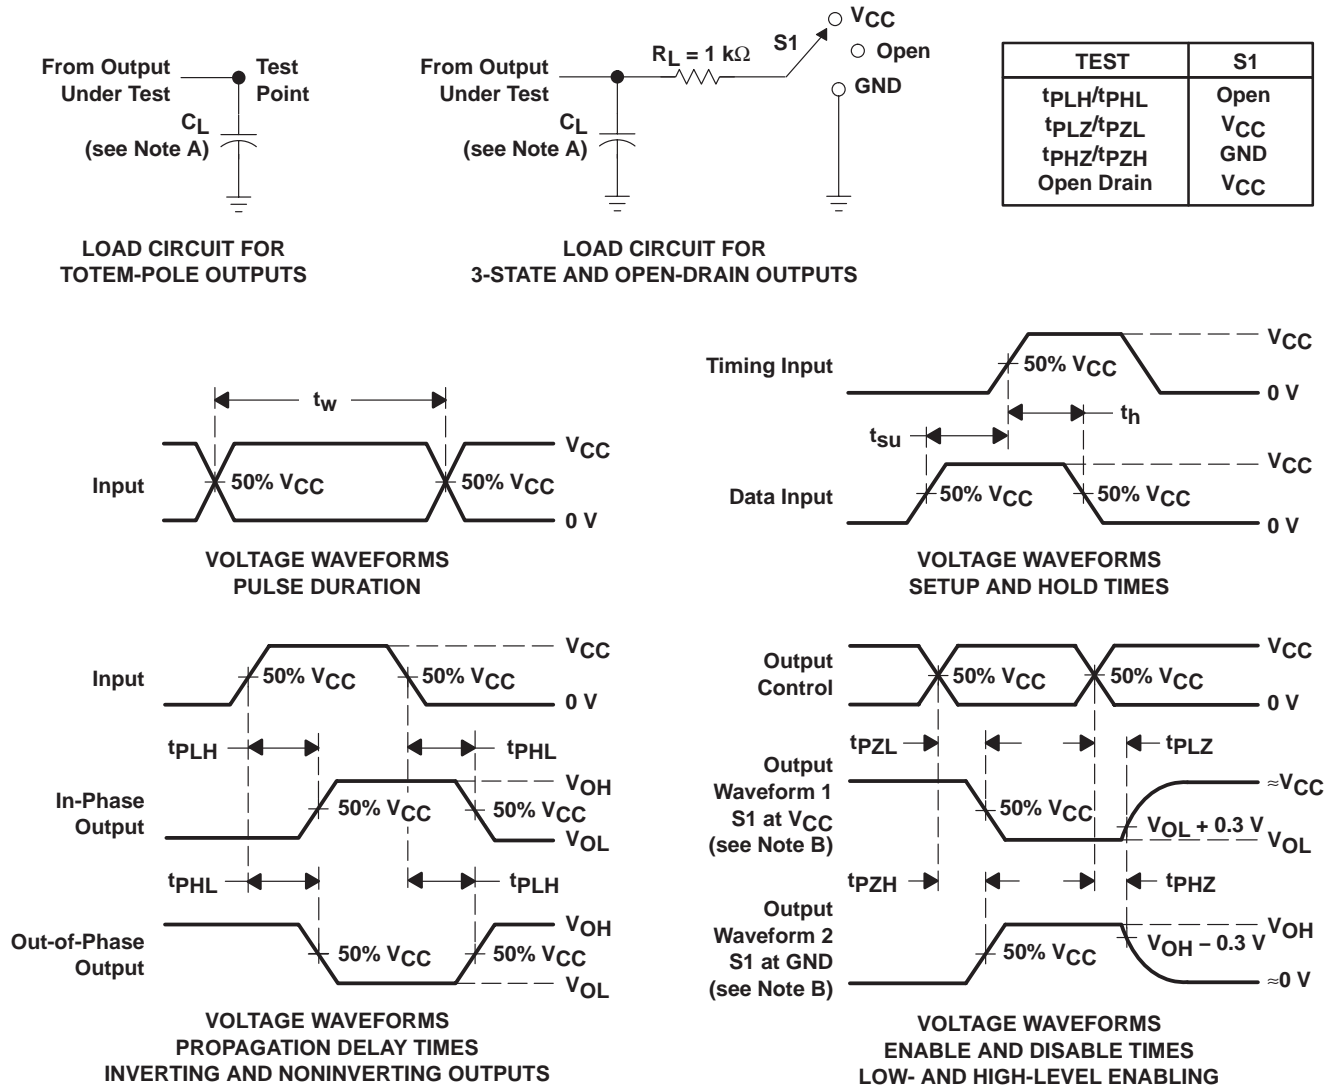 From Output
Under Test
Test
Point
CL
(see Note A)
LOAD CIRCUIT FOR
TOTEM-POLE OUTPUTS
From Output
Under Test
RL = 1 kΩ
S1
VCC
Open
GND
CL
(see Note A)
LOAD CIRCUIT FOR
3-STATE AND OPEN-DRAIN OUTPUTS
TEST S1
tPLH/tPHL Open
tPLZ/tPZL VCC
tPHZ/tPZH GND
Open Drain VCC
tw
Input
50% VCC
50% VCC
VCC
0 V
VOLTAGE WAVEFORMS
PULSE DURATION
Timing Input
50% VCC
VCC
0 V
tsu
th
Data Input
50% VCC
50% VCC
VCC
0 V
VOLTAGE WAVEFORMS
SETUP AND HOLD TIMES
Input
50% VCC
50% VCC
VCC
0 V
tPLH
tPHL
In-Phase
Output
50% VCC
50% VCC
VOH
VOL
tPHL
tPLH
Out-of-Phase
Output
50% VCC
50% VCC
VOH
VOL
VOLTAGE WAVEFORMS
PROPAGATION DELAY TIMES
INVERTING AND NONINVERTING OUTPUTS
Output
Control
50% VCC
50% VCC
VCC
0 V
tPZL
tPLZ
Output
Waveform 1
S1 at VCC
(see Note B)
50% VCC
VOL + 0.3 V
≈VCC
VOL
tPZH
tPHZ
Output
Waveform 2
S1 at GND
(see Note B)
50% VCC
VOH − 0.3 V
VOH
≈0 V
VOLTAGE WAVEFORMS
ENABLE AND DISABLE TIMES
LOW- AND HIGH-LEVEL ENABLING